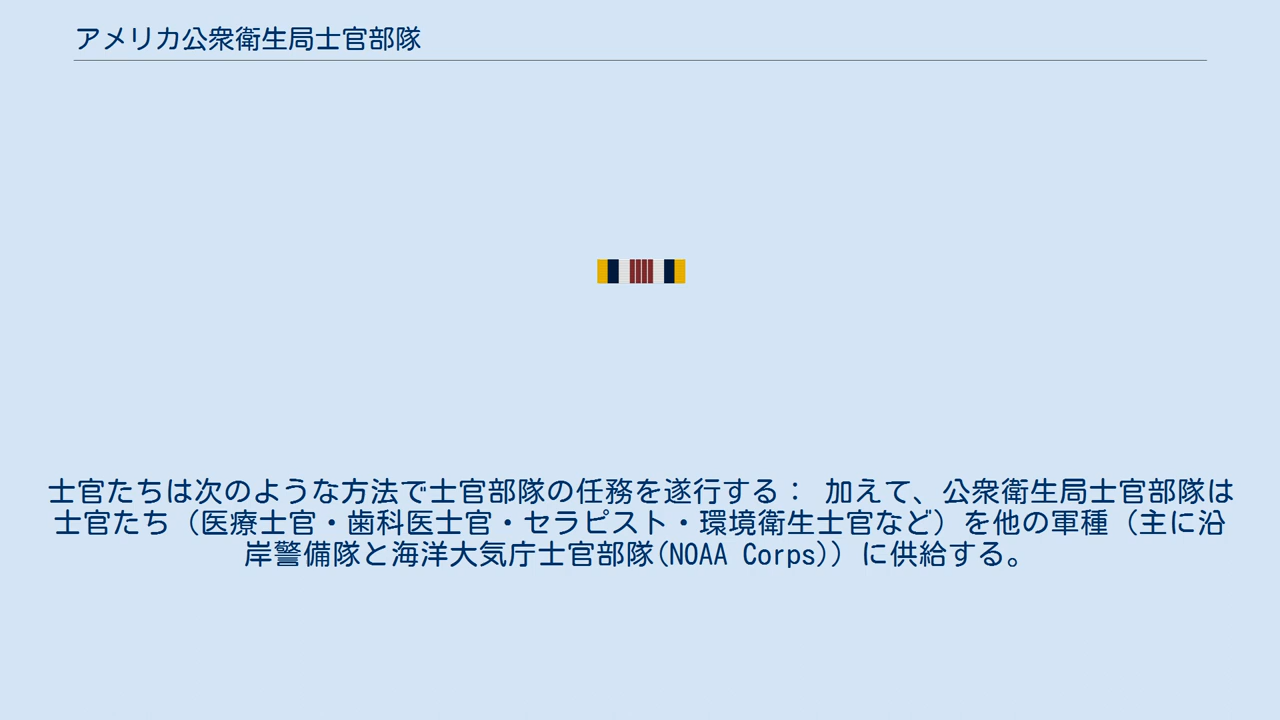 アメリカ公衆衛生局士官部隊
士官たちは次のような方法で士官部隊の任務を遂行する： 加えて、公衆衛生局士官部隊は
士官たち（医療士官・歯科医士官・セラピスト・環境衛生士官など）を他の軍種（主に沿
岸警備隊と海洋大気庁士官部隊(NOAA Corps)）に供給する。